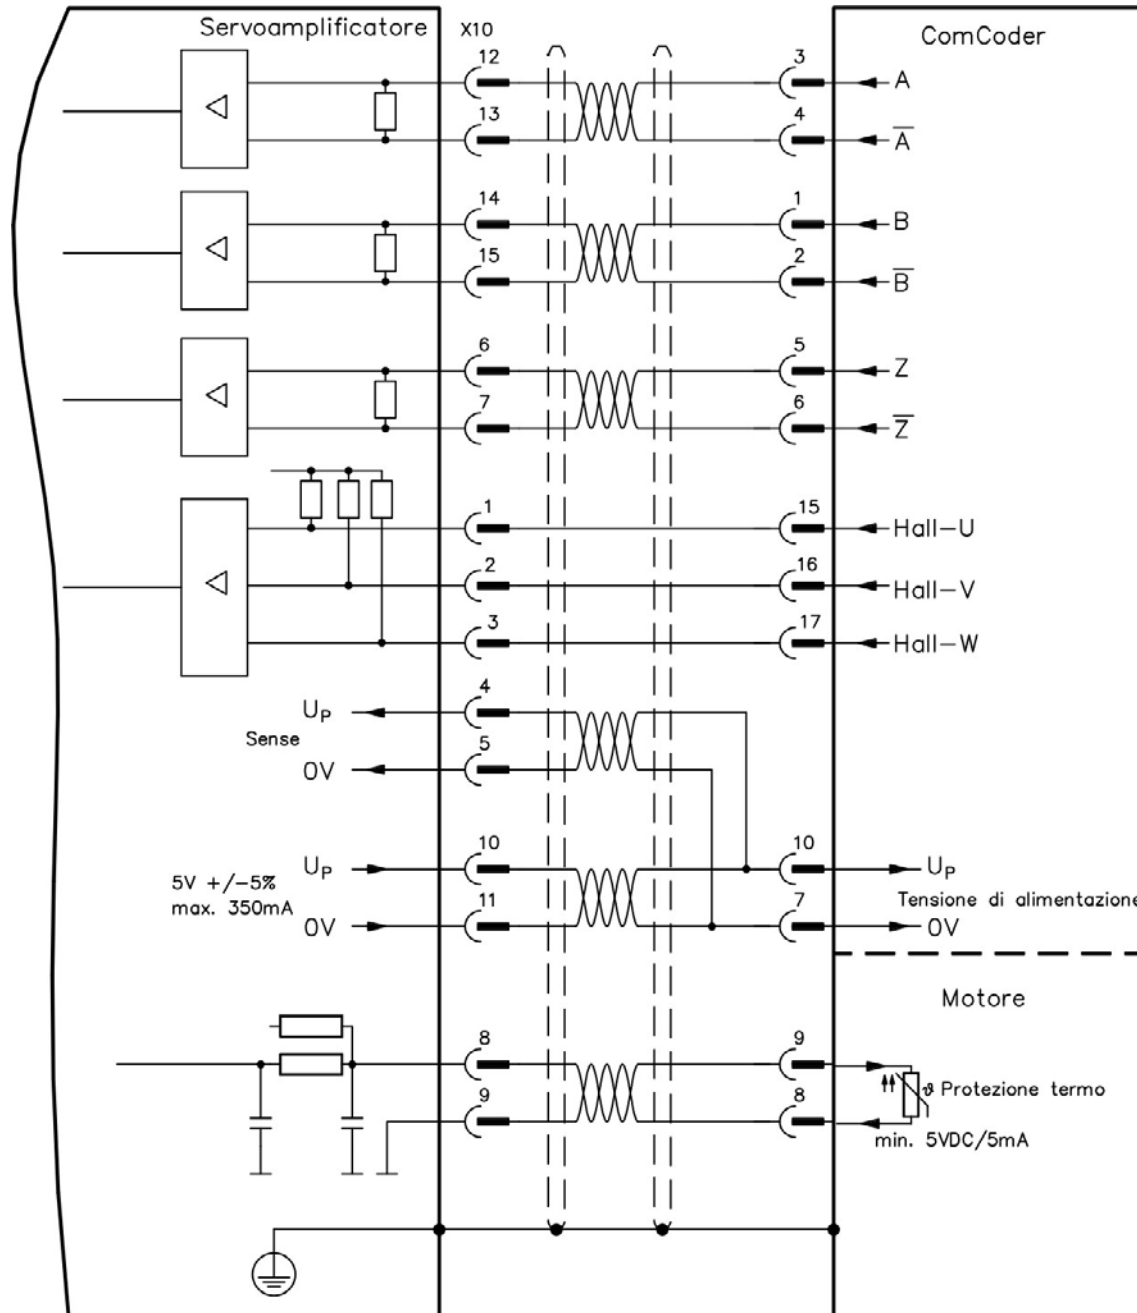 Servoamplificatore X10 ComCoder
12 3 A
13 4 A̅
14 1 B
15 2 B̅
6 5 Z
7 6 Z̅
1 15 Hall-U
2 16 Hall-V
3 17 Hall-W
UP 4
Sense
0V 5
UP 10 10 UP
5V +/-5%
max. 350mA
Tensione di alimentazione
0V 11 7 0V
Motore
8 9
ϑ Protezione termo
9 8
min. 5VDC/5mA